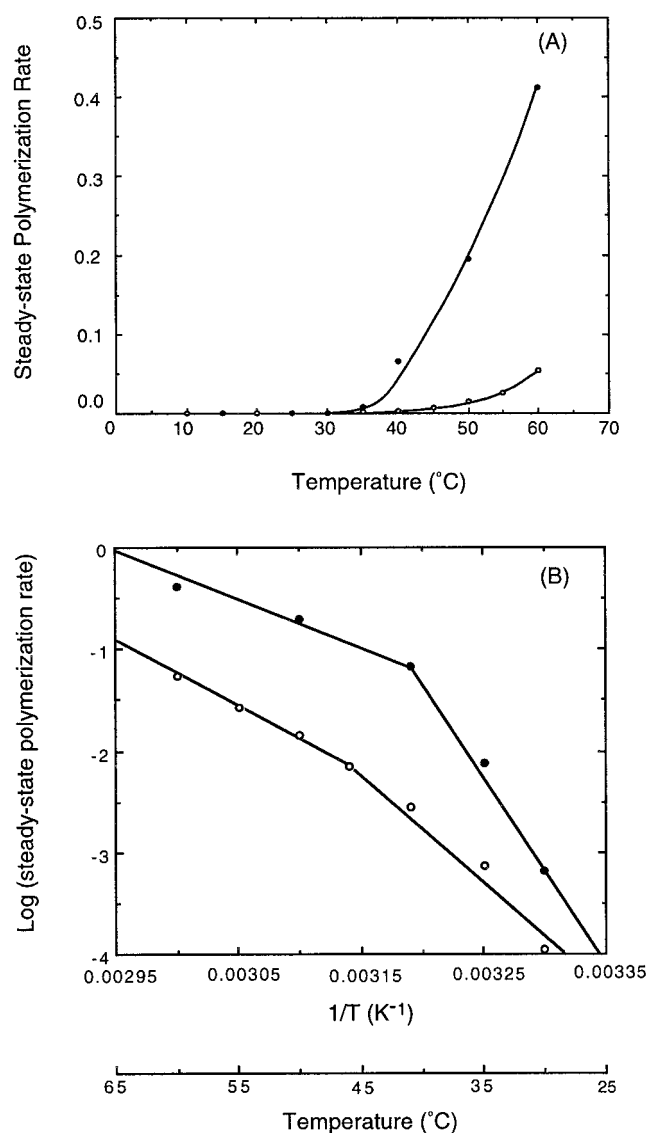 (A)
Steady-state Polymerization Rate
0.5
0.4
0.3
0.2
0.1
0.0
0 10 20 30 40 50 60 70
Temperature (°C)
(B)
Log (steady-state polymerization rate)
0
-1
-2
-3
-4
0.00295 0.00305 0.00315 0.00325 0.00335
1/T (K⁻¹)
65 55 45 35 25
Temperature (°C)